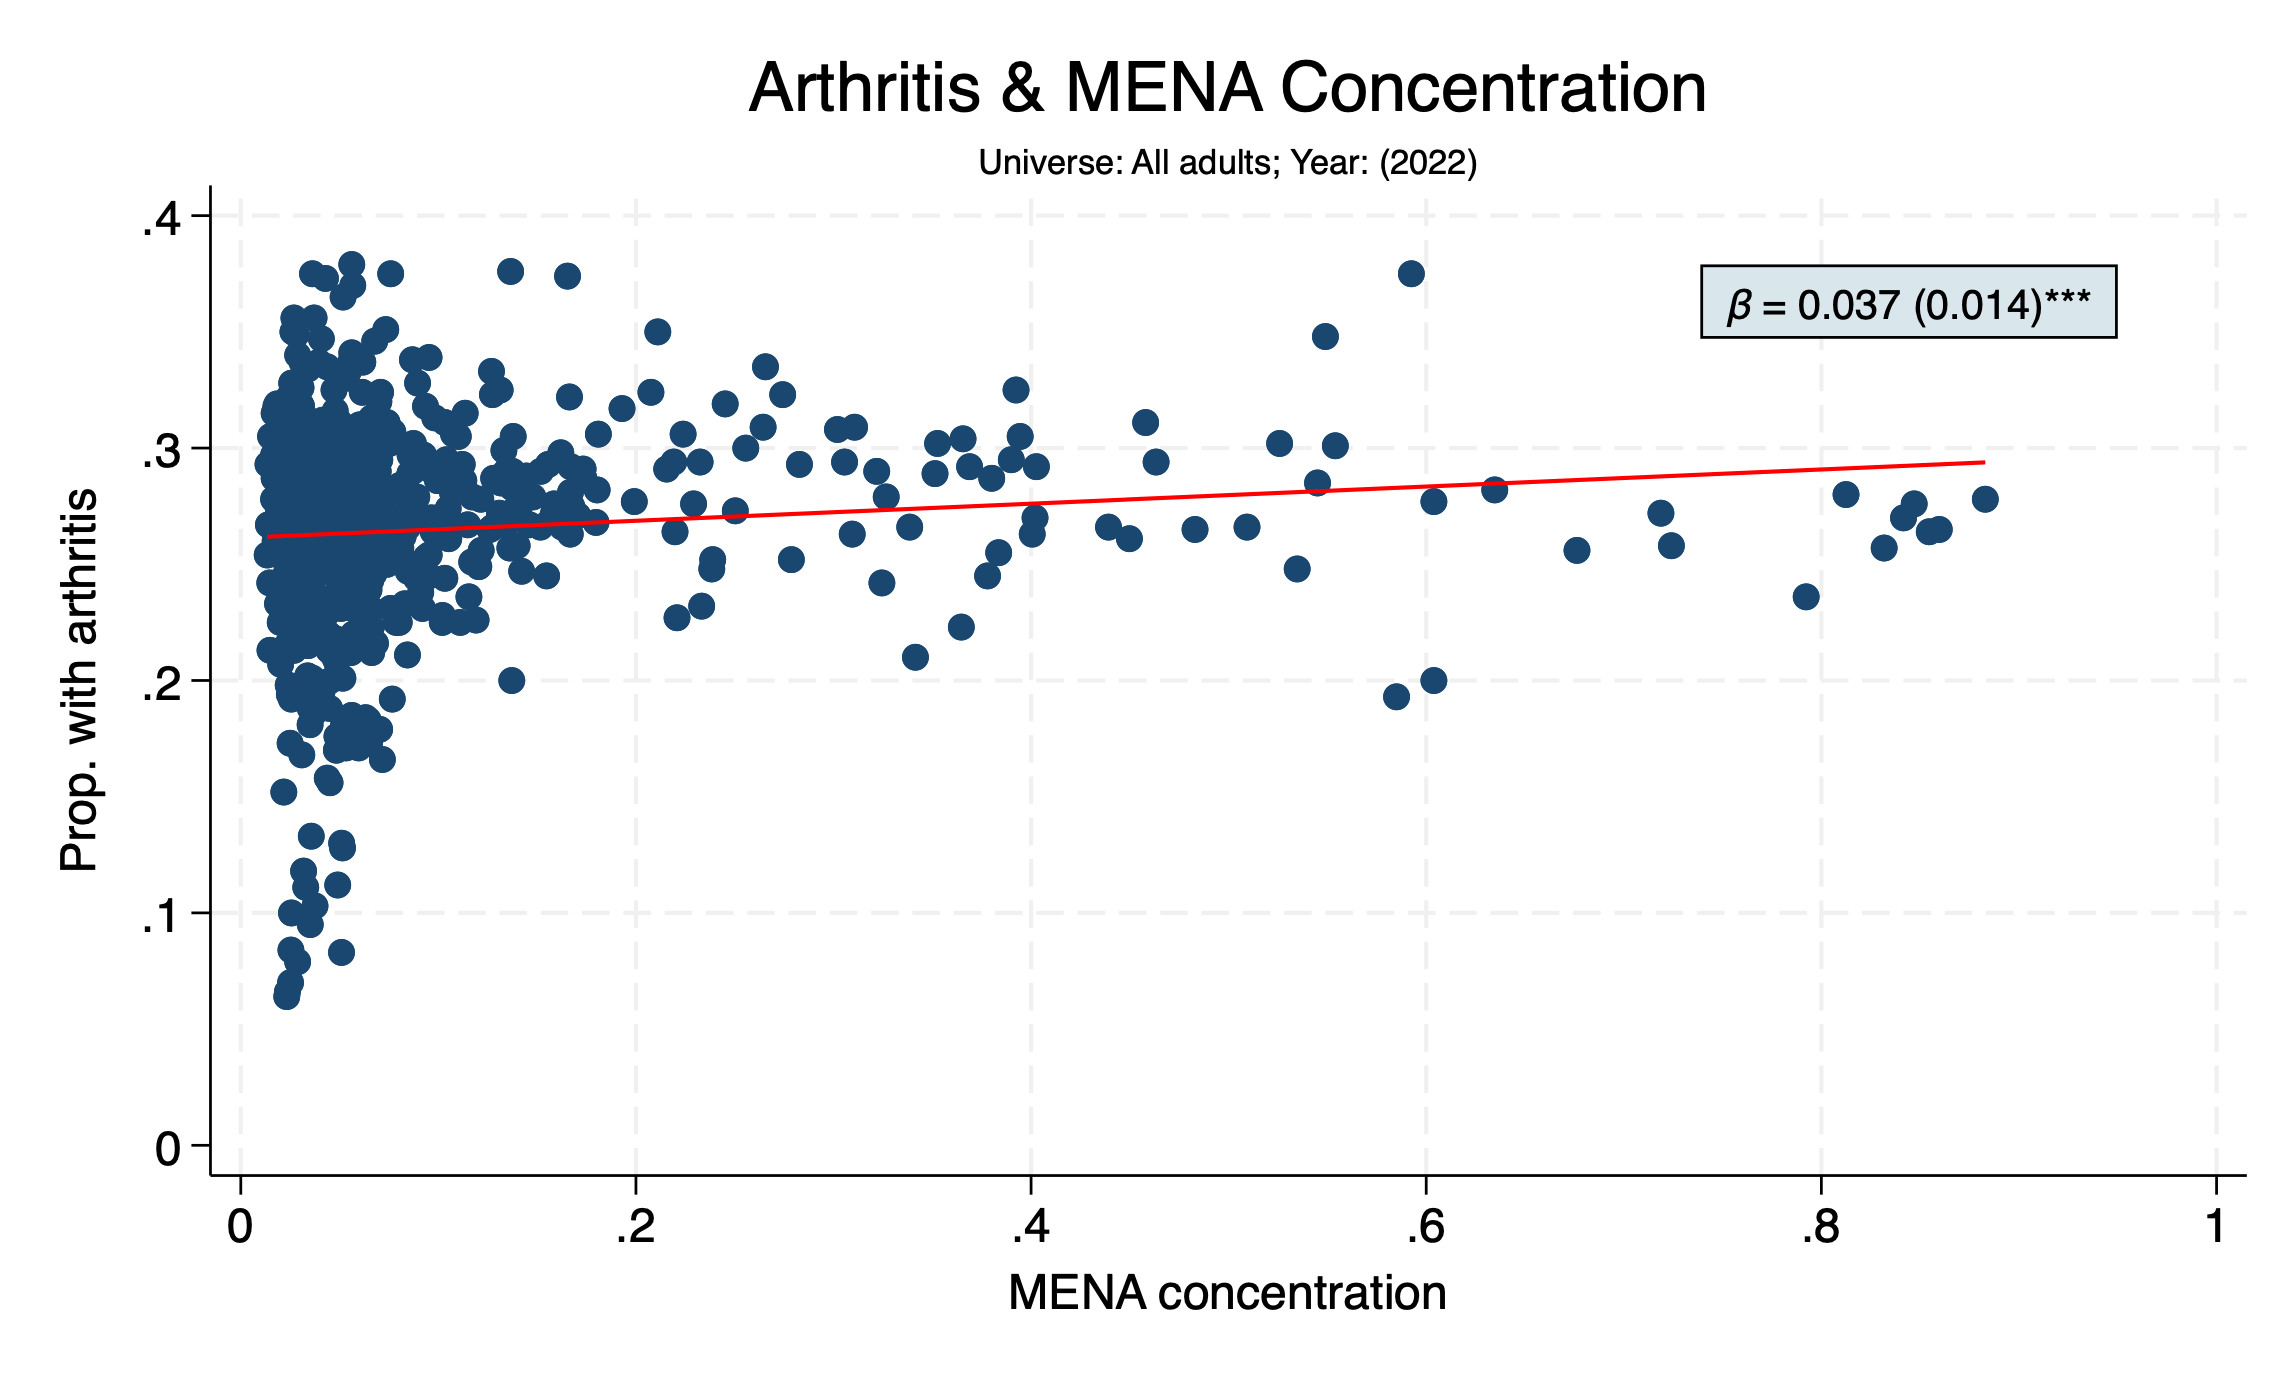 Arthritis & MENA Concentration
Universe: All adults; Year: (2022)
β = 0.037 (0.014)***
Prop. with arthritis
.4
.3
.2
.1
0
0 .2 .4 .6 .8 1
MENA concentration